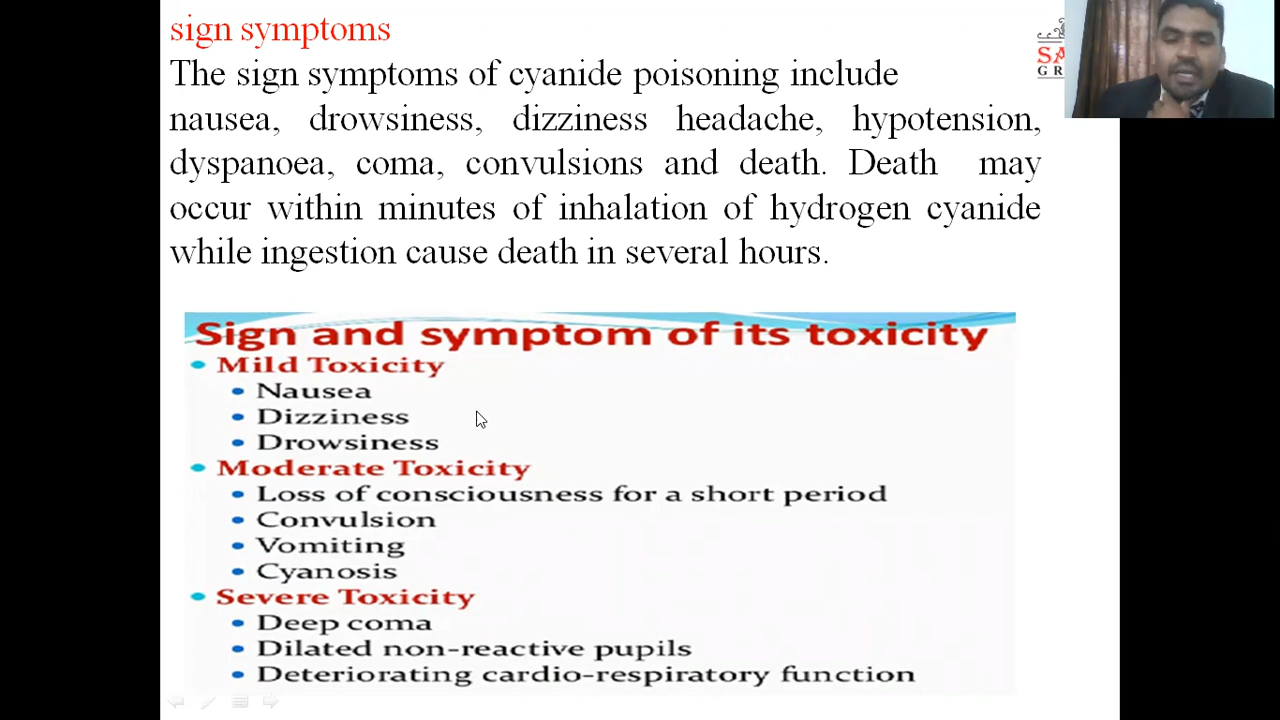 sign symptoms
The sign symptoms of cyanide poisoning include
nausea, drowsiness, dizziness headache, hypotension,
dyspanoea, coma, convulsions and death. Death may
occur within minutes of inhalation of hydrogen cyanide
while ingestion cause death in several hours.
Sign and symptom of its toxicity
Mild Toxicity
Nausea
Dizziness
Drowsiness
Moderate Toxicity
Loss of consciousness for a short period
Convulsion
Vomiting
Cyanosis
Severe Toxicity
Deep coma
Dilated non-reactive pupils
Deteriorating cardio-respiratory function